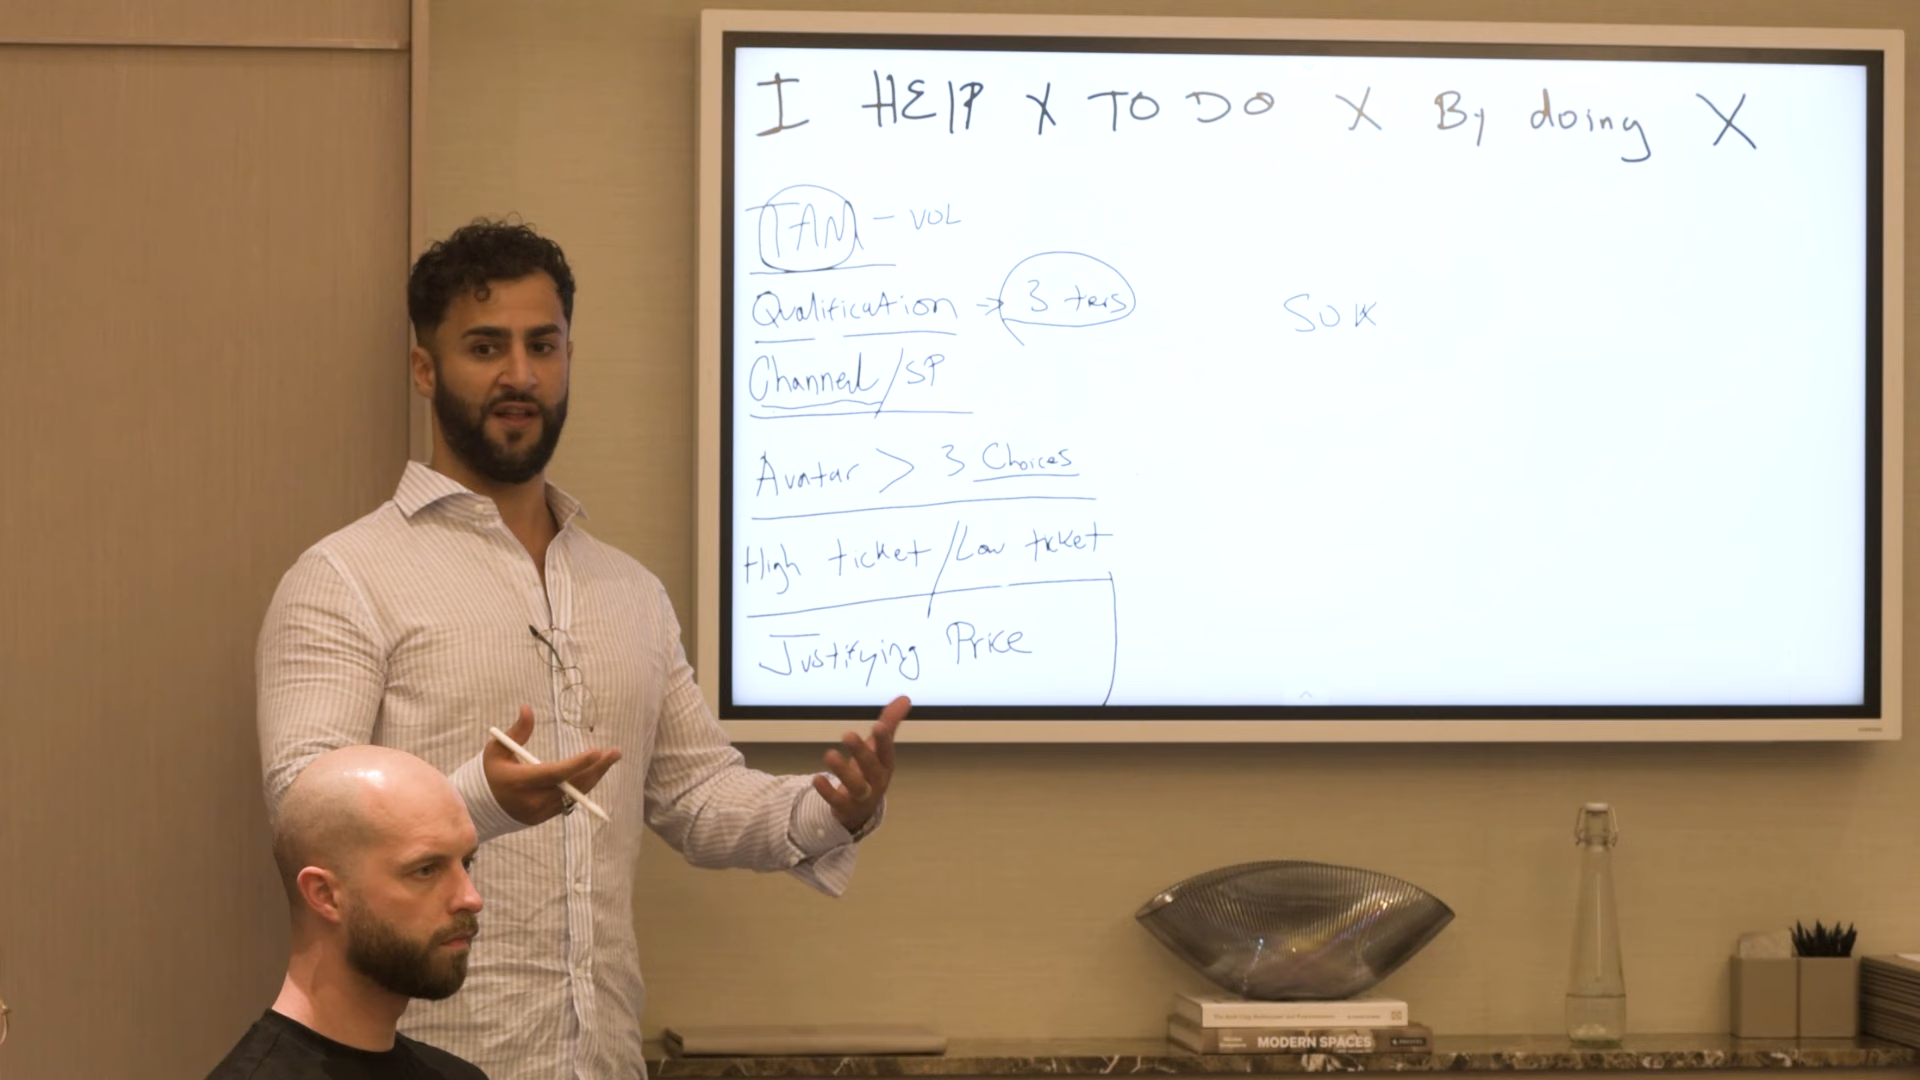 I HELP X TO DO X By doing X
TAM - VOL
Qualification → 3 tiers
Channel/SP
50K
Avatar > 3 Choices
High ticket/Low ticket
Justifying Price
MODERN SPACES